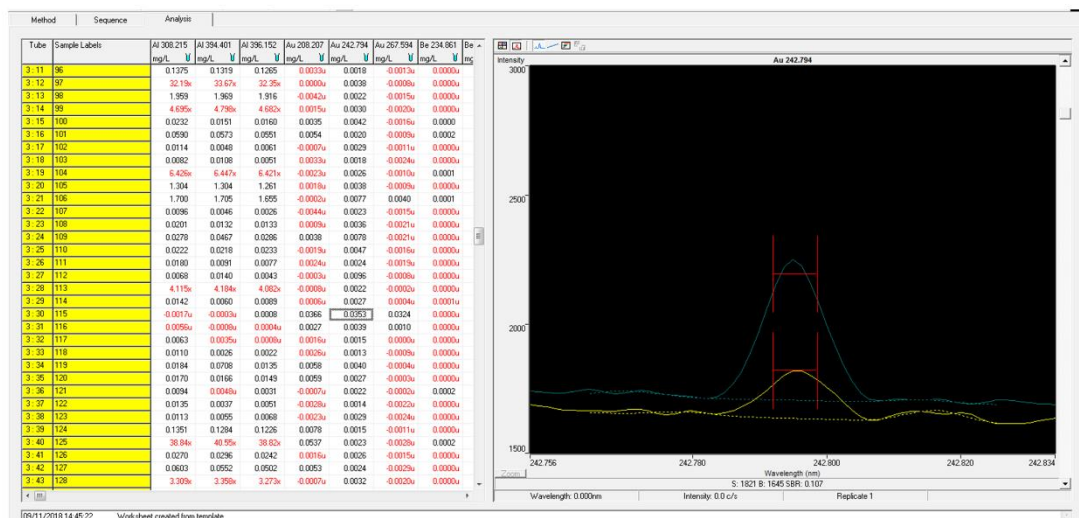 Method Sequence Analysis
Tube Sample Labels Al 308.215 Al 394.401 Al 396.152 Au 208.207 Au 242.794 Au 267.594 Be 234.861 Be
mg/L mg/L mg/L mg/L mg/L mg/L mg/L
3 : 11 96 0.1375 0.1319 0.1265 0.0033u 0.0018 -0.0013u 0.0000u
3 : 12 97 32.19x 33.67x 32.35x 0.0000u 0.0038 -0.0008u 0.0000u
3 : 13 98 1.959 1.969 1.916 -0.0042u 0.0022 -0.0015u 0.0000u
3 : 14 99 4.695x 4.798x 4.682x 0.0015u 0.0030 -0.0020u 0.0000u
3 : 15 100 0.0232 0.0151 0.0160 0.0035 0.0042 -0.0016u 0.0000
3 : 16 101 0.0590 0.0573 0.0551 0.0054 0.0020 -0.0009u 0.0002
3 : 17 102 0.0114 0.0048 0.0061 -0.0007u 0.0029 -0.0011u 0.0000u
3 : 18 103 0.0082 0.0108 0.0051 0.0033u 0.0018 -0.0024u 0.0000u
3 : 19 104 6.426x 6.447x 6.421x -0.0023u 0.0026 -0.0010u 0.0001
3 : 20 105 1.304 1.304 1.261 0.0018u 0.0038 -0.0009u 0.0000u
3 : 21 106 1.700 1.705 1.655 -0.0002u 0.0077 0.0040 0.0001
3 : 22 107 0.0096 0.0046 0.0026 -0.0044u 0.0023 -0.0015u 0.0000u
3 : 23 108 0.0201 0.0132 0.0133 0.0009u 0.0036 -0.0021u 0.0000u
3 : 24 109 0.0278 0.0467 0.0286 0.0038 0.0078 -0.0021u 0.0000u
3 : 25 110 0.0222 0.0218 0.0233 -0.0019u 0.0047 -0.0016u 0.0000u
3 : 26 111 0.0180 0.0091 0.0077 0.0024u 0.0024 -0.0019u 0.0000u
3 : 27 112 0.0068 0.0140 0.0043 -0.0003u 0.0096 -0.0008u 0.0000u
3 : 28 113 4.115x 4.184x 4.082x -0.0008u 0.0022 -0.0002u 0.0000u
3 : 29 114 0.0142 0.0060 0.0089 0.0006u 0.0027 0.0004u 0.0001u
3 : 30 115 -0.0017u -0.0003u 0.0008 0.0366 0.0353 0.0324 0.0000u
3 : 31 116 0.0056u -0.0008u 0.0004u 0.0027 0.0039 0.0010 0.0000u
3 : 32 117 0.0063 0.0035u 0.0008u 0.0016u 0.0015 0.0000u 0.0000u
3 : 33 118 0.0110 0.0026 0.0022 0.0026u 0.0013 -0.0009u 0.0000u
3 : 34 119 0.0184 0.0708 0.0135 0.0058 0.0040 -0.0004u 0.0000u
3 : 35 120 0.0170 0.0166 0.0149 0.0059 0.0027 -0.0003u 0.0000u
3 : 36 121 0.0094 0.0048u 0.0031 -0.0007u 0.0022 -0.0002u 0.0002
3 : 37 122 0.0135 0.0037 0.0051 -0.0028u 0.0014 -0.0022u 0.0000u
3 : 38 123 0.0113 0.0055 0.0068 -0.0023u 0.0029 -0.0024u 0.0000u
3 : 39 124 0.1351 0.1284 0.1226 0.0078 0.0015 -0.0011u 0.0000u
3 : 40 125 38.84x 40.55x 38.82x 0.0537 0.0023 -0.0028u 0.0002
3 : 41 126 0.0270 0.0296 0.0242 0.0016u 0.0026 -0.0015u 0.0000u
3 : 42 127 0.0603 0.0552 0.0502 0.0053 0.0024 -0.0029u 0.0000u
3 : 43 128 3.309x 3.358x 3.273x -0.0007u 0.0032 -0.0020u 0.0000u
Intensity Au 242.794
3000
2500
2000
1500
242.756 242.780 242.800 242.820 242.834
Zoom Wavelength (nm)
S: 1821 B: 1645 SBR: 0.107
Wavelength: 0.000nm Intensity: 0.0 c/s Replicate 1
09/11/2018 14:45:22 Worksheet created from template